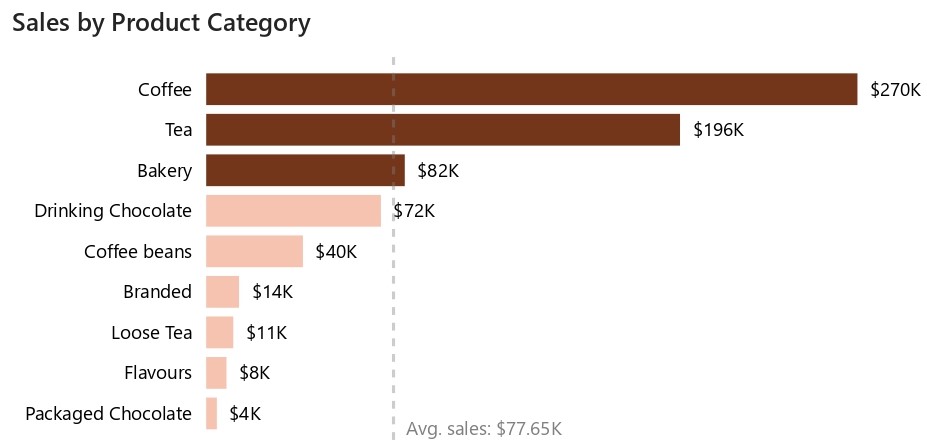 Sales by Product Category
Coffee $270K
Tea $196K
Bakery $82K
Drinking Chocolate $72K
Coffee beans $40K
Branded $14K
Loose Tea $11K
Flavours $8K
Packaged Chocolate $4K
Avg. sales: $77.65K